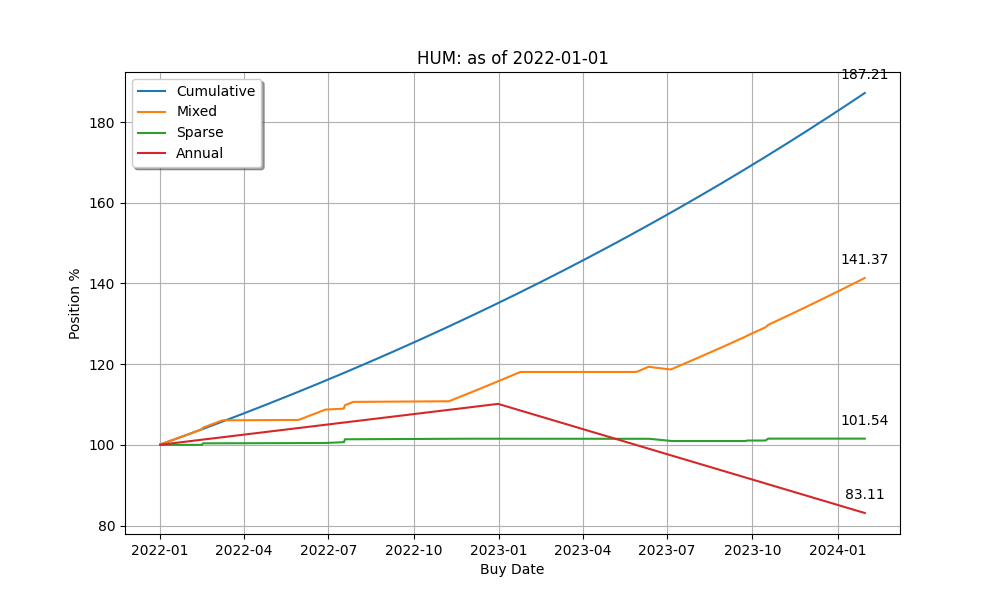 HUM: as of 2022-01-01
187.21
Cumulative
Mixed
Sparse
Annual
180
160
141.37
140
Position %
120
101.54
100
83.11
80
2022-01 2022-04 2022-07 2022-10 2023-01 2023-04 2023-07 2023-10 2024-01
Buy Date